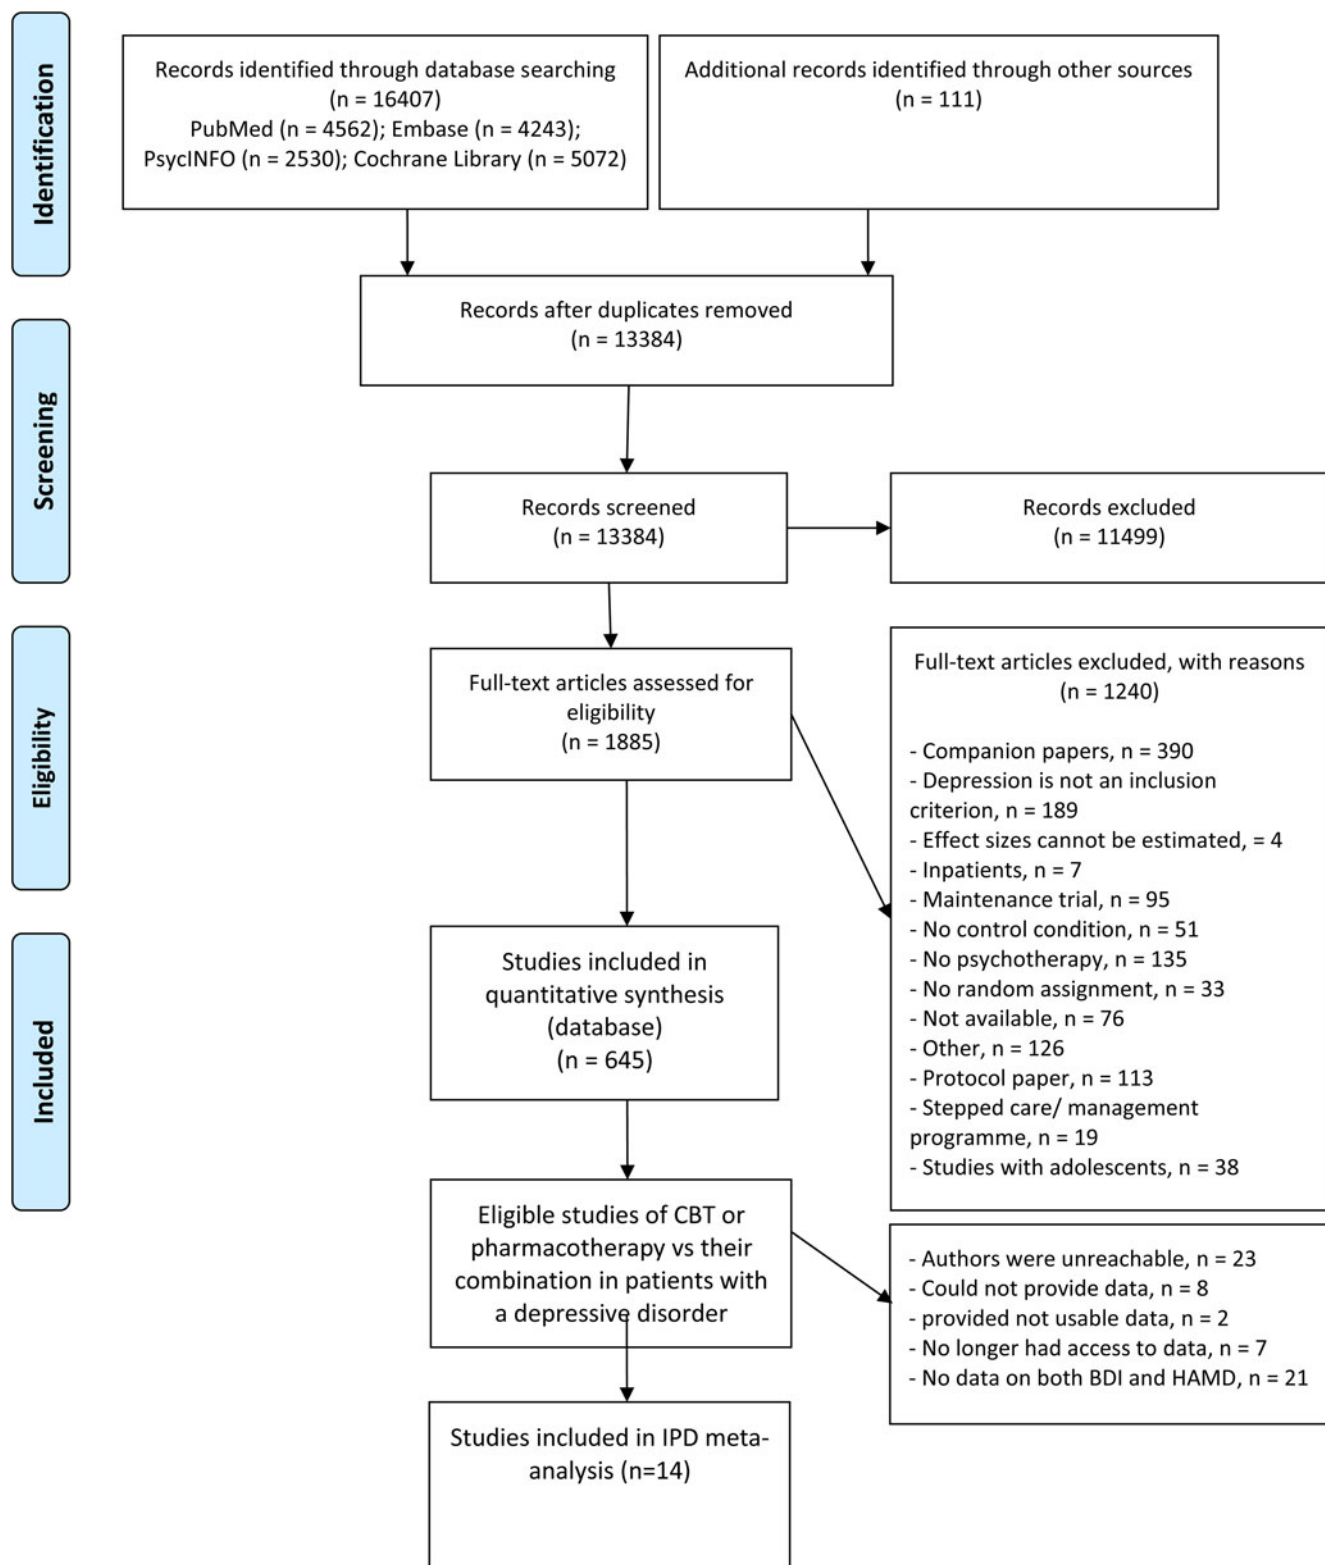 Identification
Records identified through database searching
(n = 16407)
PubMed (n = 4562); Embase (n = 4243);
PsycINFO (n = 2530); Cochrane Library (n = 5072)
Additional records identified through other sources
(n = 111)
Records after duplicates removed
(n = 13384)
Screening
Records screened
(n = 13384)
Records excluded
(n = 11499)
Eligibility
Full-text articles assessed for
eligibility
(n = 1885)
Full-text articles excluded, with reasons
(n = 1240)
- Companion papers, n = 390
- Depression is not an inclusion
criterion, n = 189
- Effect sizes cannot be estimated, = 4
- Inpatients, n = 7
- Maintenance trial, n = 95
- No control condition, n = 51
- No psychotherapy, n = 135
- No random assignment, n = 33
- Not available, n = 76
- Other, n = 126
- Protocol paper, n = 113
- Stepped care/ management
programme, n = 19
- Studies with adolescents, n = 38
Included
Studies included in
quantitative synthesis
(database)
(n = 645)
Eligible studies of CBT or
pharmacotherapy vs their
combination in patients with
a depressive disorder
- Authors were unreachable, n = 23
- Could not provide data, n = 8
- provided not usable data, n = 2
- No longer had access to data, n = 7
- No data on both BDI and HAMD, n = 21
Studies included in IPD meta-
analysis (n=14)